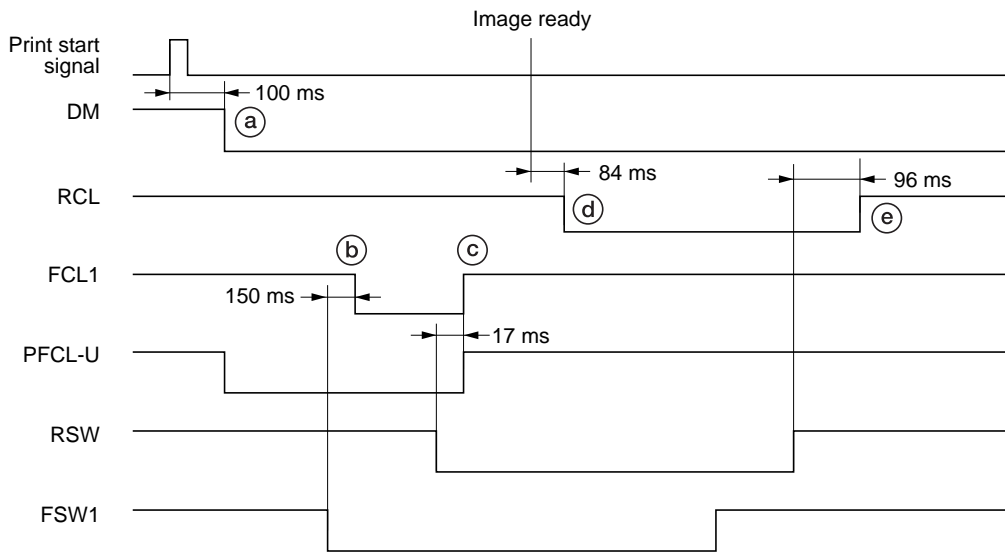 Image ready
Print start
signal
100 ms
DM
a
84 ms
96 ms
RCL
d
e
b
c
FCL1
150 ms
17 ms
PFCL-U
RSW
FSW1